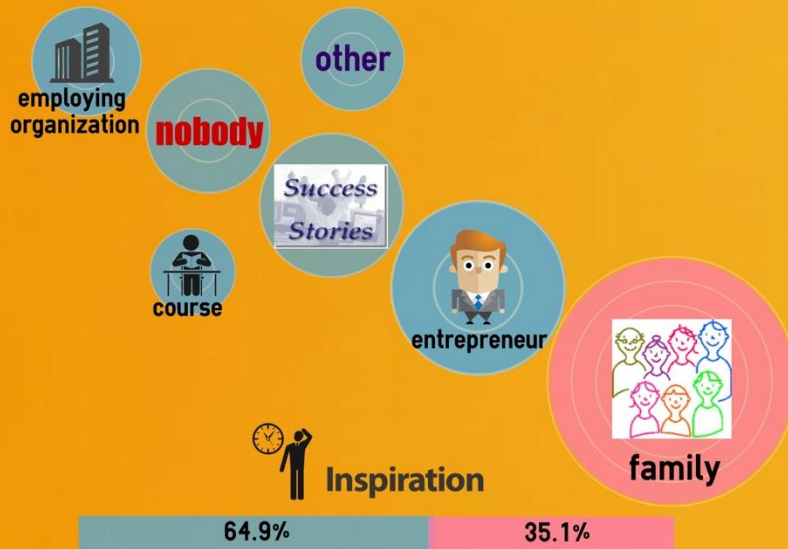 other
employing
organization
nobody
Success
Stories
course
entrepreneur
family
Inspiration
64.9%
35.1%